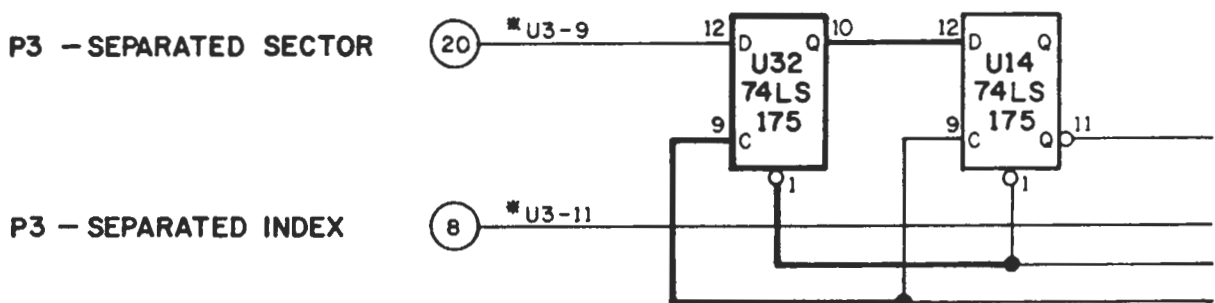 P3 – SEPARATED SECTOR 20 *U3-9 12 D Q 10 12 D Q
U32 U14
74LS 74LS
175 175
9 C 9 C Q 11
1 1
P3 – SEPARATED INDEX 8 *U3-11